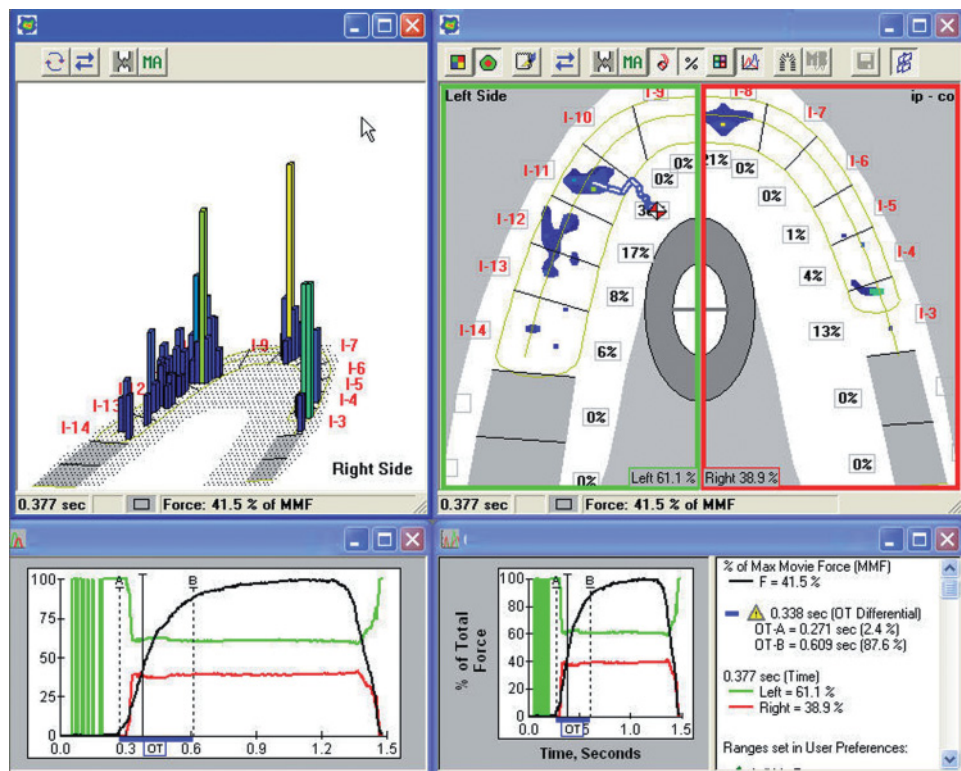 MA
MA
%
Left Side
ip - co
I-9
I-8
I-10
I-7
I-11
I-6
I-12
I-5
I-13
I-4
I-14
I-3
0%
0%
21%
0%
0%
17%
1%
8%
4%
6%
13%
0%
0%
0%
0%
Left 61.1 %
Right 38.9 %
I-9
I-7
I-6
I-5
I-4
I-3
I-13
I-14
Right Side
0.377 sec
Force: 41.5 % of MMF
0.377 sec
Force: 41.5 % of MMF
100
75
50
25
0
A
B
0.0
0.3
OT
0.6
0.9
1.2
1.5
% of Total
Force
100
80
60
40
20
0
A
B
0.0
OT
1.0
1.5
Time, Seconds
% of Max Movie Force (MMF)
F = 41.5 %
0.338 sec (OT Differential)
OT-A = 0.271 sec (2.4 %)
OT-B = 0.609 sec (87.6 %)
0.377 sec (Time)
Left = 61.1 %
Right = 38.9 %
Ranges set in User Preferences: